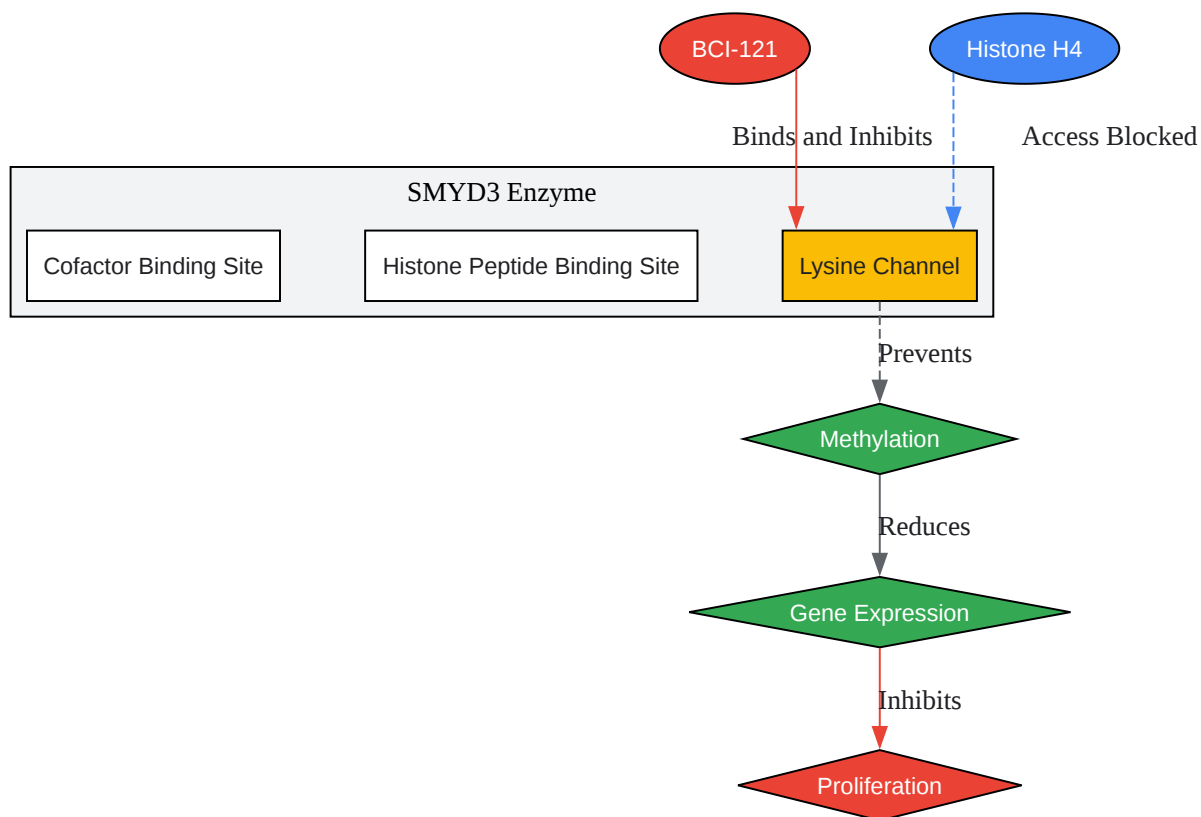 BCI-121
Histone H4
Binds and Inhibits
Access Blocked
SMYD3 Enzyme
Cofactor Binding Site
Histone Peptide Binding Site
Lysine Channel
Prevents
Methylation
Reduces
Gene Expression
Inhibits
Proliferation